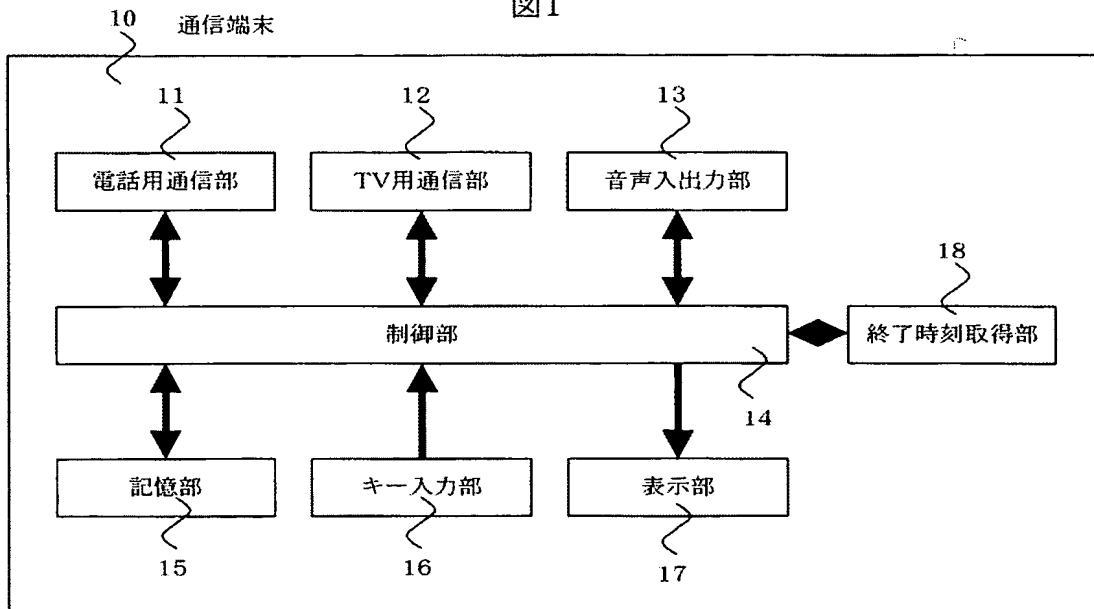 図1
10 通信端末
11 12 13
電話用通信部 TV用通信部 音声入出力部
18
制御部 終了時刻取得部
14
記憶部 キー入力部 表示部
15 16 17